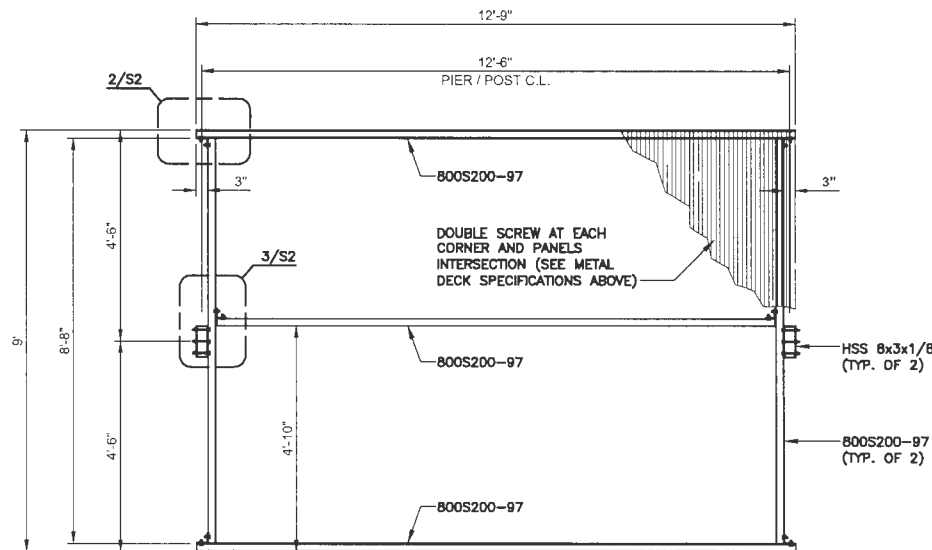 12'-9"
12'-6"
PIER / POST C.L.
2/S2
800S200-97
3"
3"
DOUBLE SCREW AT EACH
CORNER AND PANELS
INTERSECTION (SEE METAL
DECK SPECIFICATIONS ABOVE)
4'-6"
3/S2
9'
8'-8"
800S200-97
HSS 8x3x1/8
(TYP. OF 2)
4'-6"
4'-10"
800S200-97
(TYP. OF 2)
800S200-97